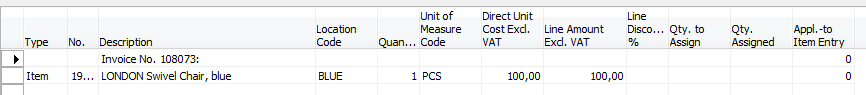 Type No. Description Location Code Quan... Unit of Measure Code Direct Unit Cost Excl. VAT Line Amount Excl. VAT Line Disco... % Qty. to Assign Qty. Assigned Appl.-to Item Entry
Invoice No. 108073: 0
Item 19... LONDON Swivel Chair, blue BLUE 1 PCS 100,00 100,00 0